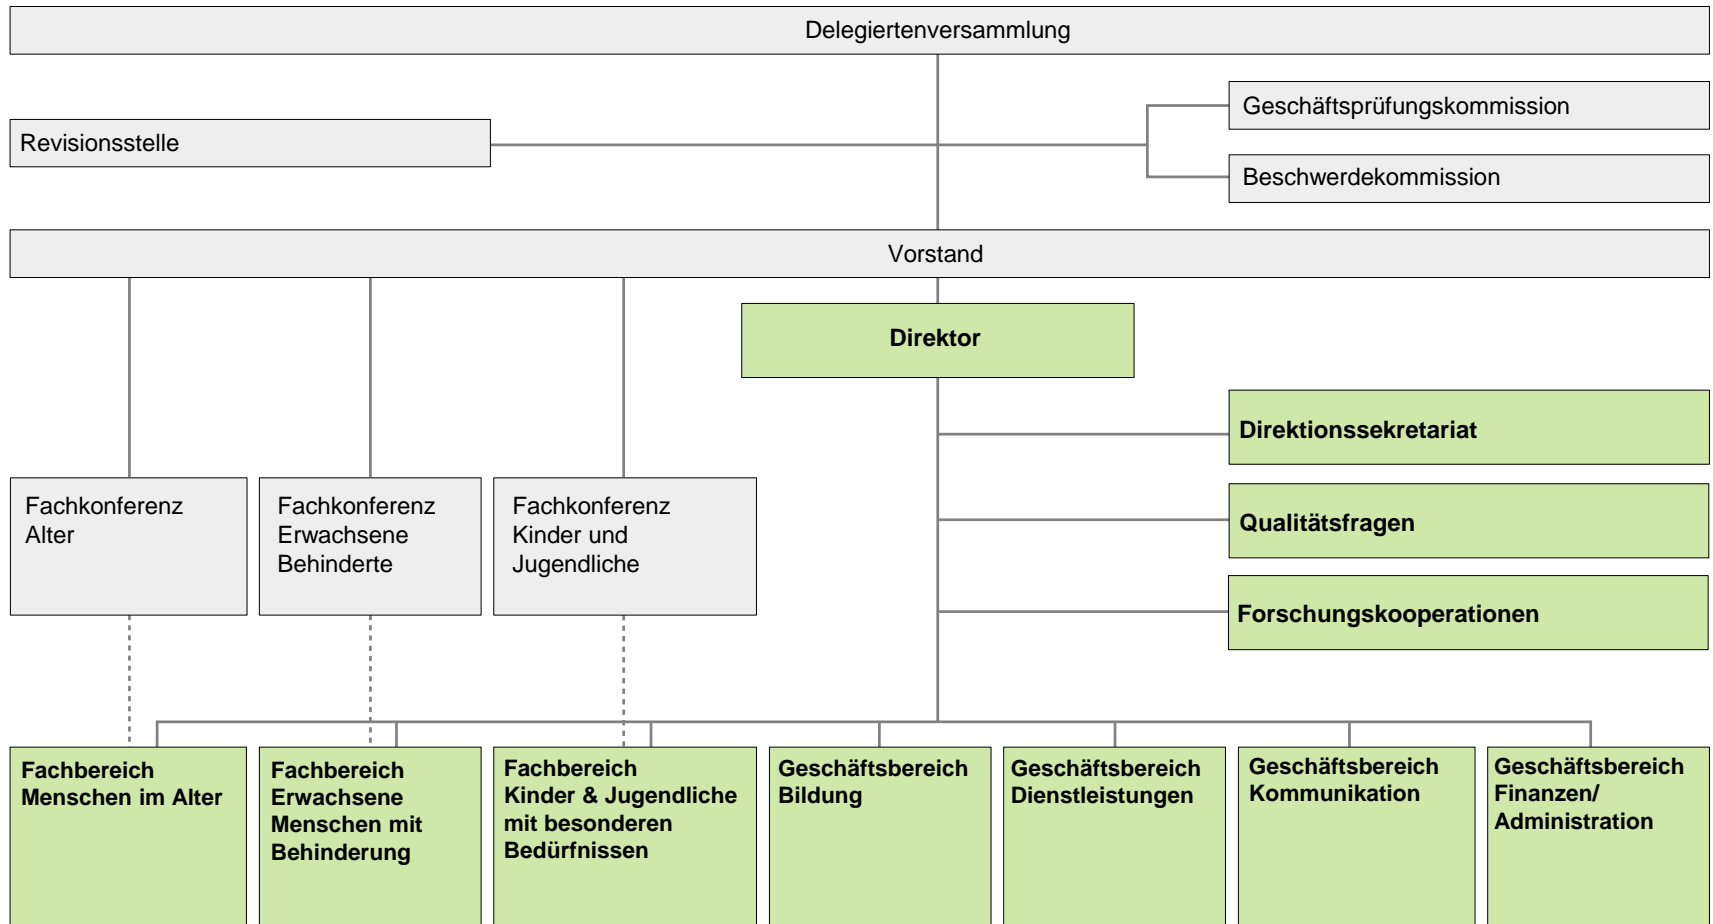 Delegiertenversammlung
Geschäftsprüfungskommission
Revisionsstelle
Beschwerdekommission
Vorstand
Direktor
Direktionssekretariat
Fachkonferenz
Alter
Fachkonferenz
Erwachsene
Behinderte
Fachkonferenz
Kinder und
Jugendliche
Qualitätsfragen
Forschungskooperationen
Fachbereich
Menschen im Alter
Fachbereich
Erwachsene
Menschen mit
Behinderung
Fachbereich
Kinder & Jugendliche
mit besonderen
Bedürfnissen
Geschäftsbereich
Bildung
Geschäftsbereich
Dienstleistungen
Geschäftsbereich
Kommunikation
Geschäftsbereich
Finanzen/
Administration